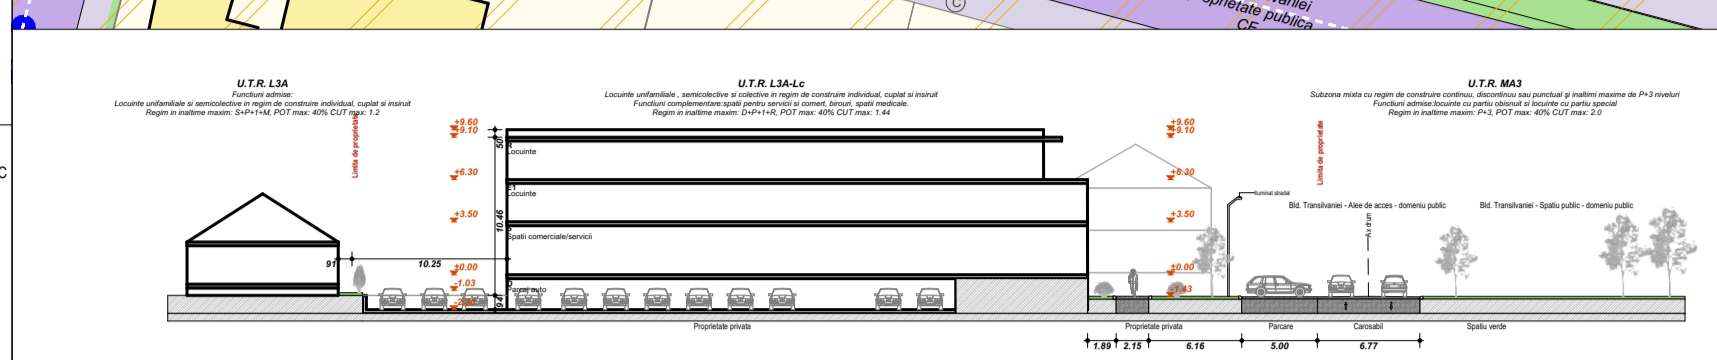 niei
proprietate publica
CF
C
C
U.T.R. L3A
Functiuni admise:
Locuinte unifamiliale si semicolective in regim de construire individual, cuplat si insiruit
Regim in inaltime maxim: S+P+1+M, POT max: 40% CUT max: 1.2
U.T.R. L3A-Lc
Locuinte unifamiliale , semicolective si colective in regim de construire individual, cuplat si insiruit
Functiuni complementare:spatii pentru servicii si comert, birouri, spatii medicale.
Regim in inaltime maxim: D+P+1+R, POT max: 40% CUT max: 1.44
U.T.R. MA3
Subzona mixta cu regim de construire continuu, discontinuu sau punctual şi inaltimi maxime de P+3 niveluri
Functiuni admise:locuinte cu partiu obisnuit si locuinte cu partiu special
Regim in inaltime maxim: P+3, POT max: 40% CUT max: 2.0
Limita de proprietate
+9.60
+9.10
+6.30
+3.50
±0.00
-1.03
50
10.46
94
91
10.25
Locuinte
E1
Locuinte
Spatii comerciale/servicii
Parcaj auto
+9.60
+9.10
+6.30
+3.50
±0.00
-1.43
Limita de proprietate
Iluminat stradal
Bld. Transilvaniei - Alee de acces - domeniu public
Bld. Transilvaniei - Spatiu public - domeniu public
Ax drum
Proprietate privata
Proprietate privata
Parcare
Carosabil
Spatiu verde
1.89
2.15
6.16
5.00
6.77